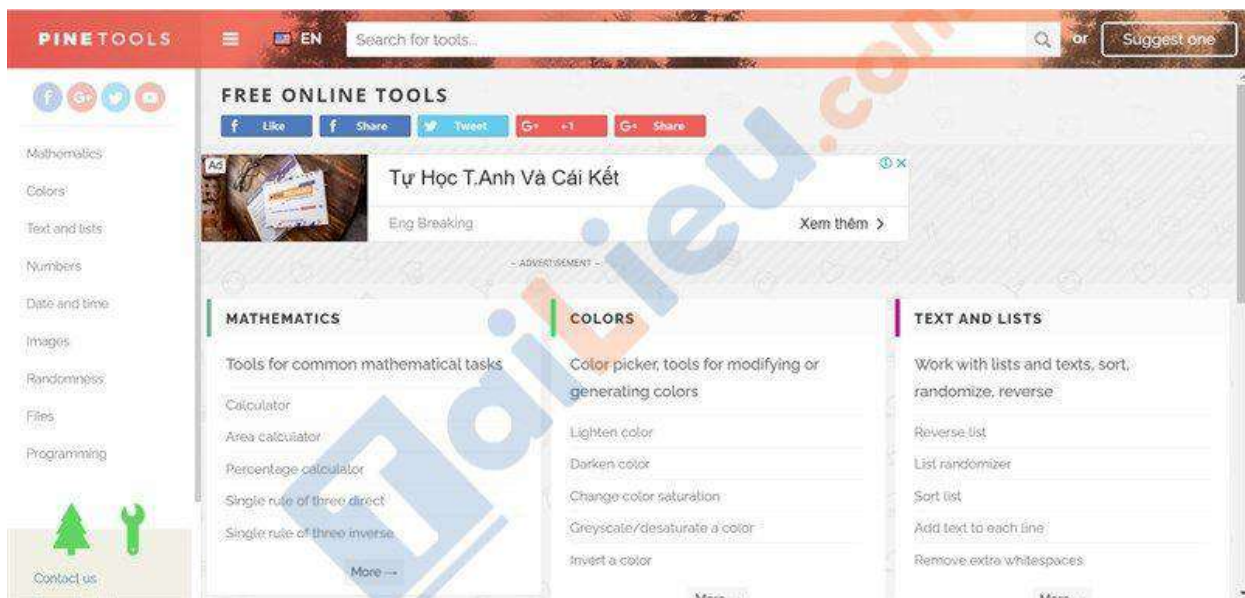 PINETOOLS
EN
Search for tools...
or
Suggest one
f G+
FREE ONLINE TOOLS
f Like
f Share
Tweet
G+ +1
G+ Share
Mathematics
Colors
Text and lists
Numbers
Date and time
Images
Randomness
Files
Programming
Contact us
Ad
Tự Học T.Anh Và Cái Kết
Eng Breaking
Xem thêm >
- ADVERTISEMENT -
MATHEMATICS
Tools for common mathematical tasks
Calculator
Area calculator
Percentage calculator
Single rule of three direct
Single rule of three inverse
More →
COLORS
Color picker, tools for modifying or
generating colors
Lighten color
Darken color
Change color saturation
Greyscale/desaturate a color
Invert a color
More →
TEXT AND LISTS
Work with lists and texts, sort,
randomize, reverse
Reverse list
List randomizer
Sort list
Add text to each line
Remove extra whitespaces
More →
TaiLieu.com